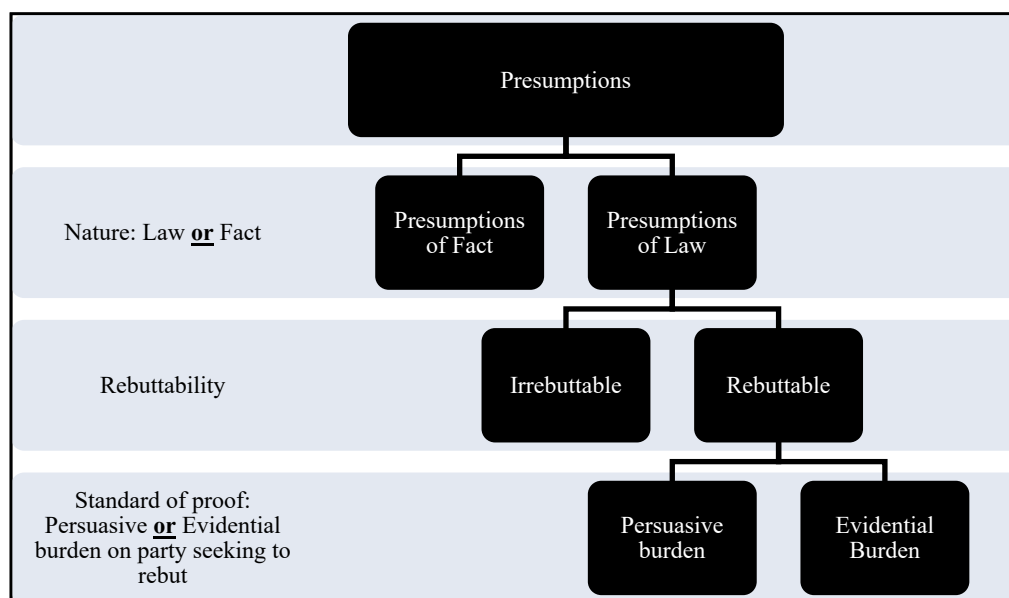 Presumptions
Nature: Law or Fact
Presumptions
of Fact
Presumptions
of Law
Rebuttability
Irrebuttable
Rebuttable
Standard of proof:
Persuasive or Evidential
burden on party seeking to
rebut
Persuasive
burden
Evidential
Burden